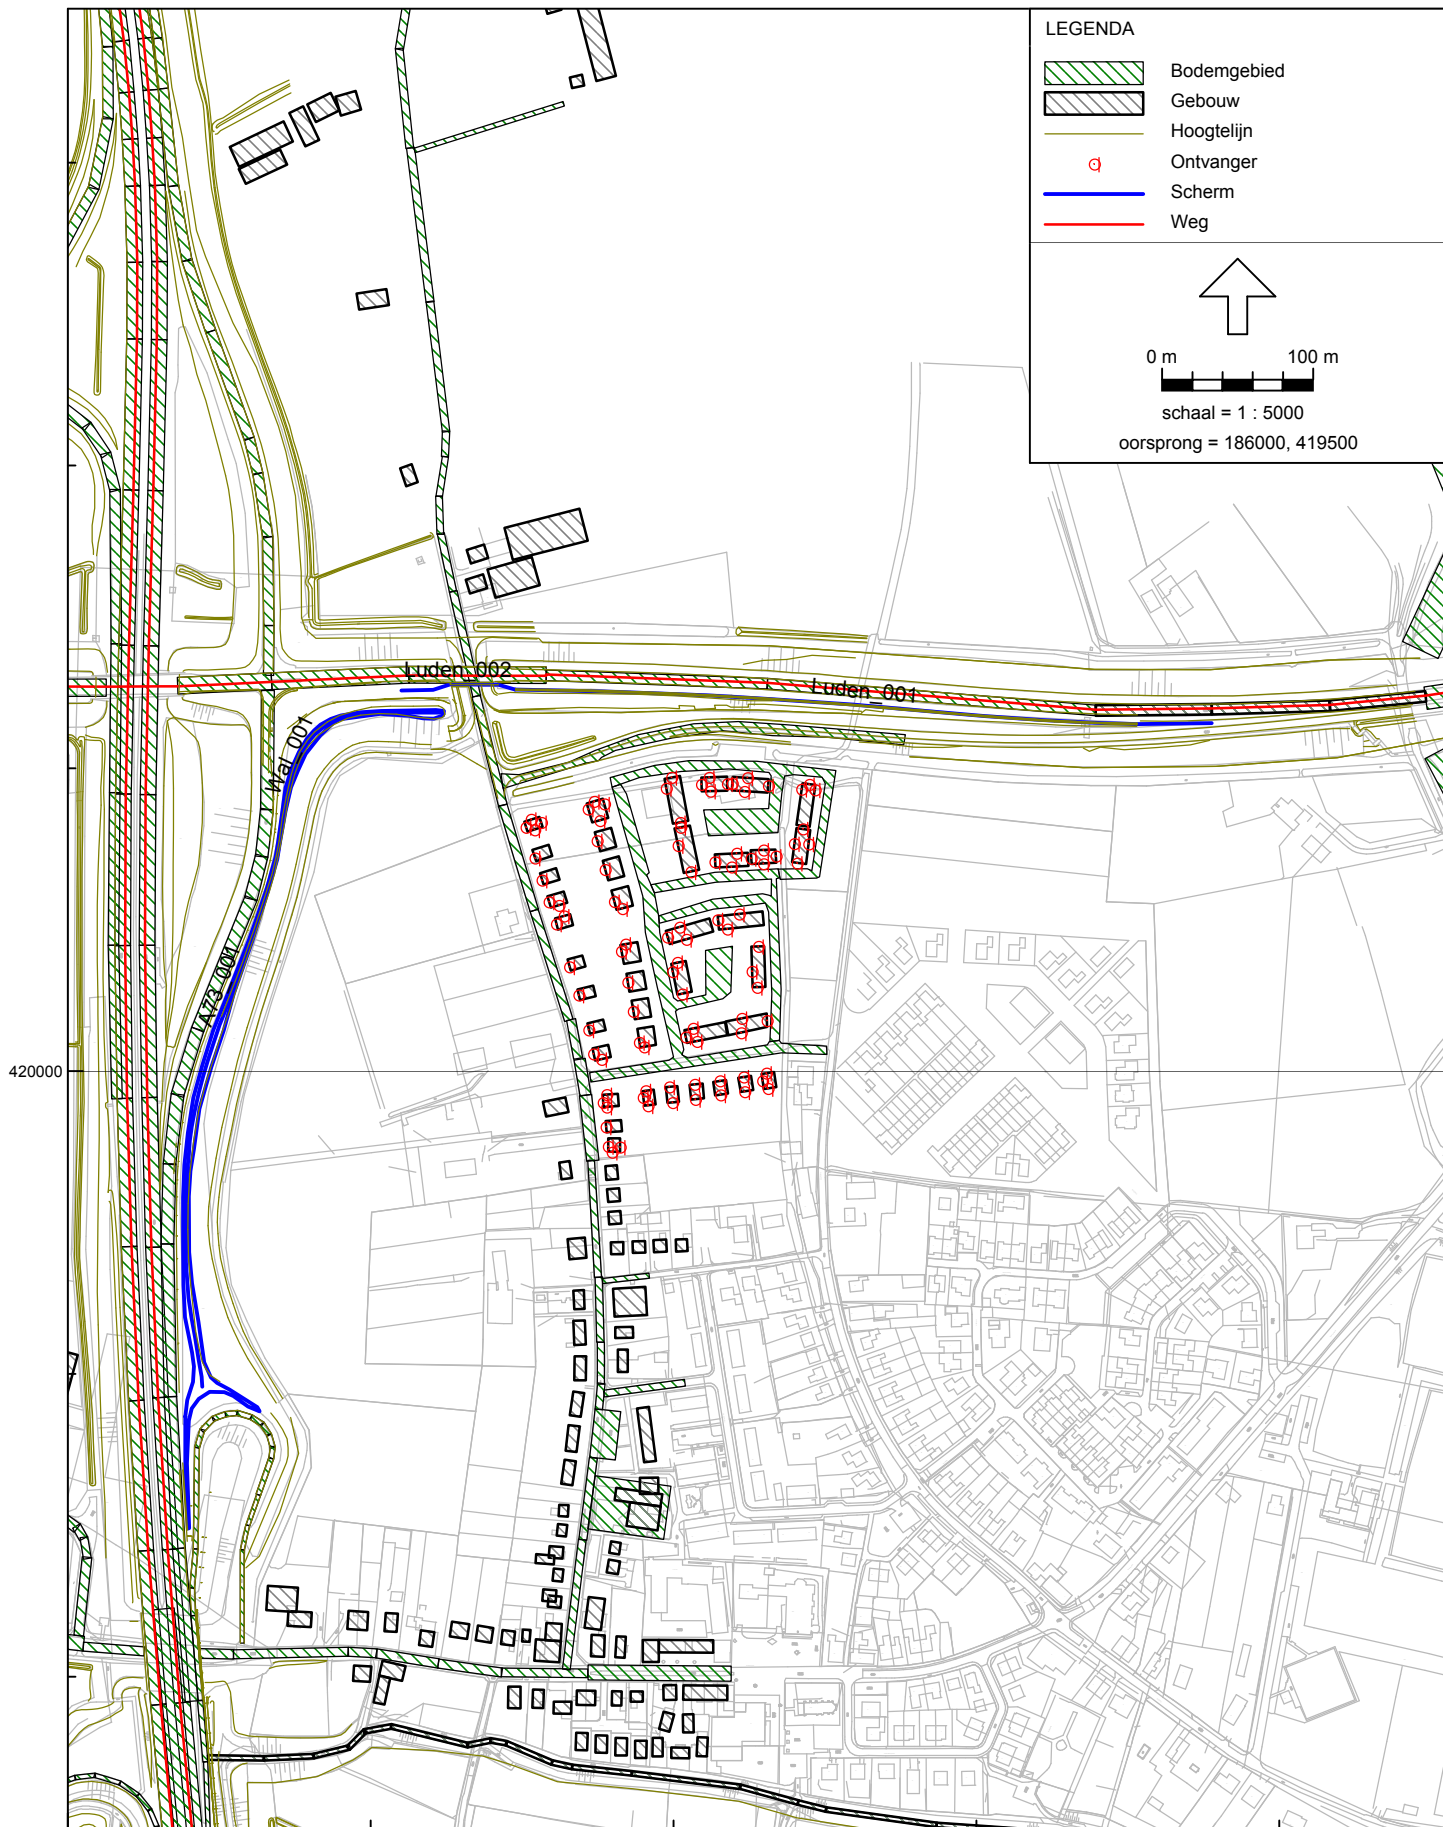 LEGENDA
Bodemgebied
Gebouw
Hoogtelijn
Ontvanger
Scherm
Weg
0 m 100 m
schaal = 1 : 5000
oorsprong = 186000, 419500
Luden_002
Luden_001
Wal_001
A73_001
420000